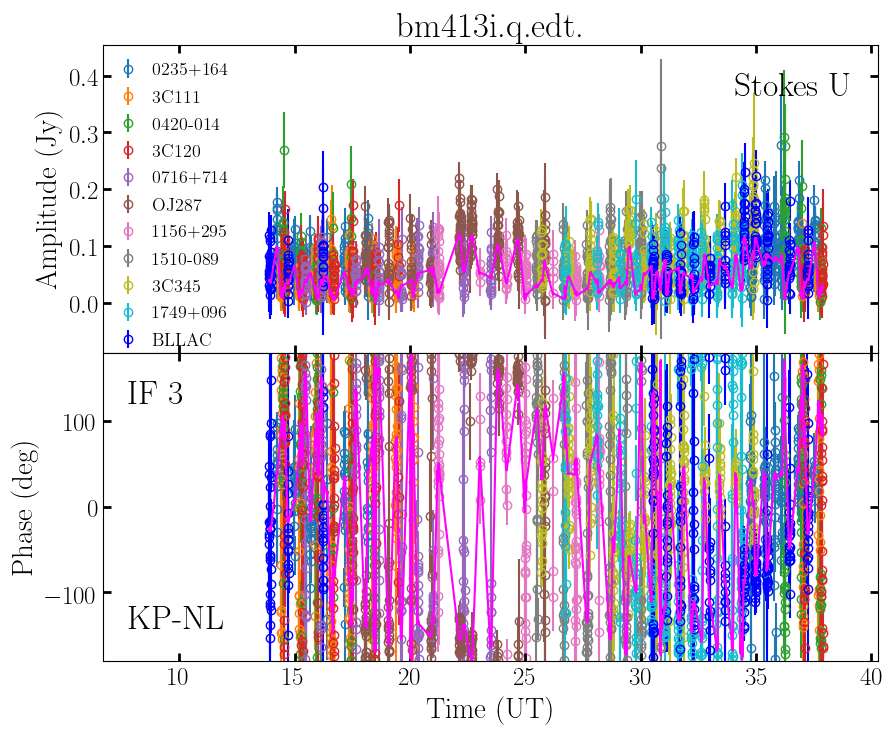 bm413i.q.edt.
Stokes U
Amplitude (Jy)
0.4
0.3
0.2
0.1
0.0
0235+164
3C111
0420-014
3C120
0716+714
OJ287
1156+295
1510-089
3C345
1749+096
BLLAC
IF 3
KP-NL
Phase (deg)
100
0
−100
10 15 20 25 30 35 40
Time (UT)